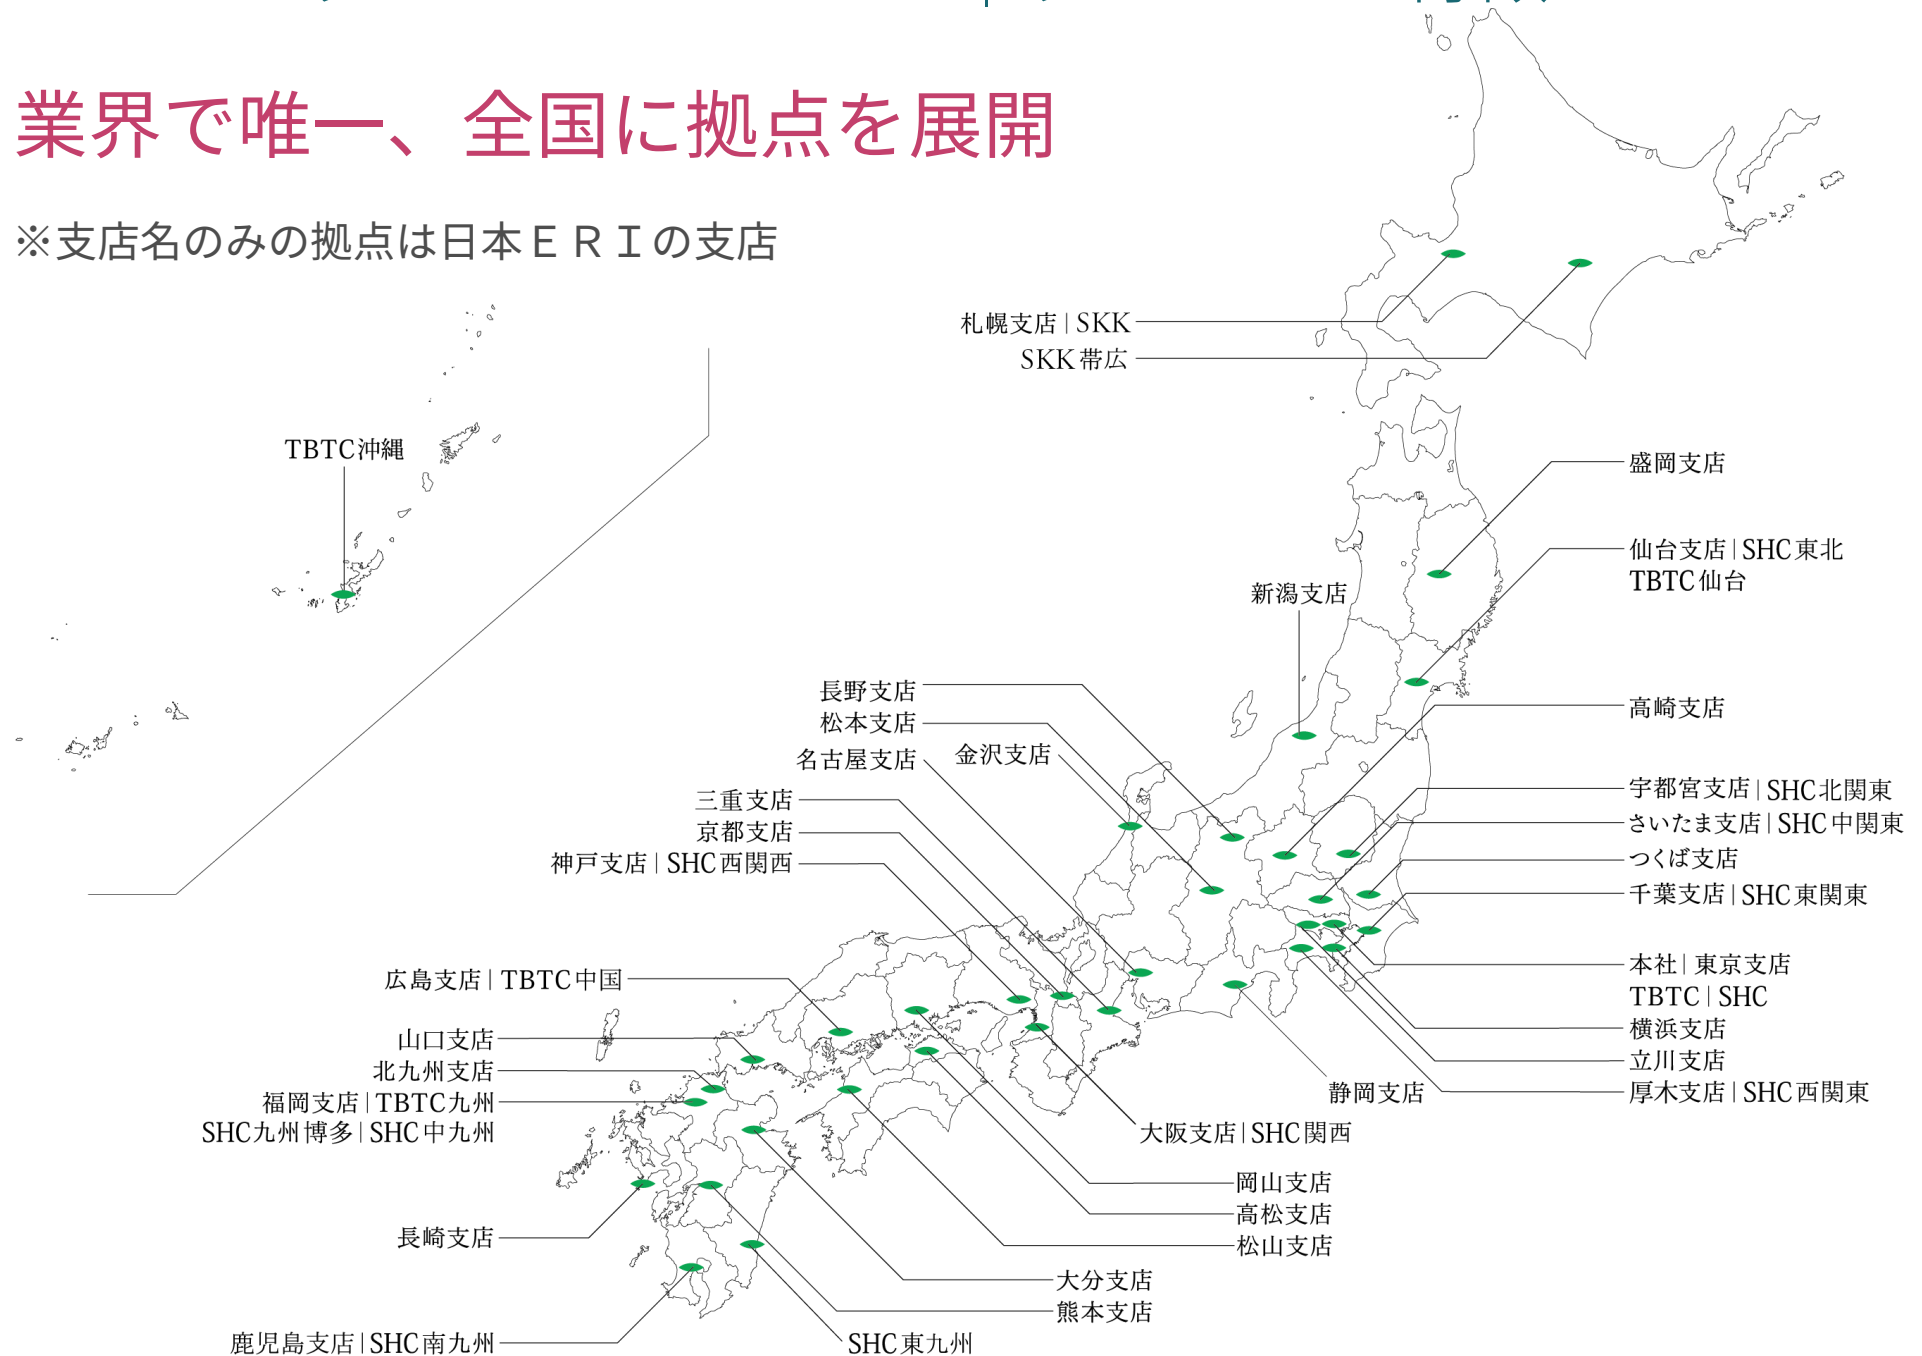 業界で唯一、全国に拠点を展開
※支店名のみの拠点は日本ＥＲＩの支店
札幌支店 | SKK
SKK 帯広
TBTC沖縄
盛岡支店
仙台支店 | SHC東北
TBTC仙台
新潟支店
長野支店
松本支店
名古屋支店
金沢支店
高崎支店
三重支店
京都支店
神戸支店 | SHC西関西
宇都宮支店 | SHC北関東
さいたま支店 | SHC中関東
つくば支店
千葉支店 | SHC東関東
本社 | 東京支店
TBTC | SHC
横浜支店
立川支店
厚木支店 | SHC西関東
静岡支店
広島支店 | TBTC中国
山口支店
北九州支店
福岡支店 | TBTC九州
SHC九州博多 | SHC中九州
大阪支店 | SHC関西
岡山支店
高松支店
松山支店
長崎支店
大分支店
熊本支店
鹿児島支店 | SHC南九州
SHC東九州